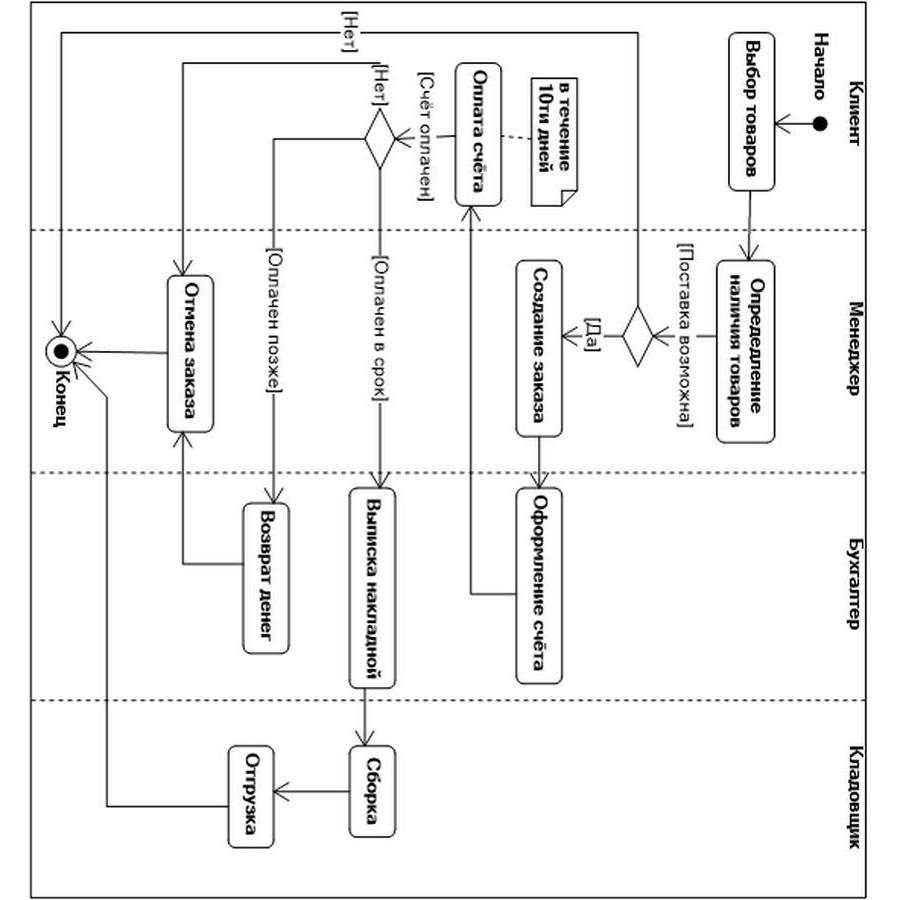 Клиент
Менеджер
Бухгалтер
Кладовщик
Начало
Выбор товаров
Определение
наличия товаров
[Поставка возможна]
[Нет]
[Да]
Создание заказа
Оформление счёта
в течение
10ти дней
Оплата счёта
[Счёт оплачен]
[Нет]
[Оплачен в срок]
[Оплачен позже]
Выписка накладной
Сборка
Возврат денег
Отгрузка
Отмена заказа
Конец